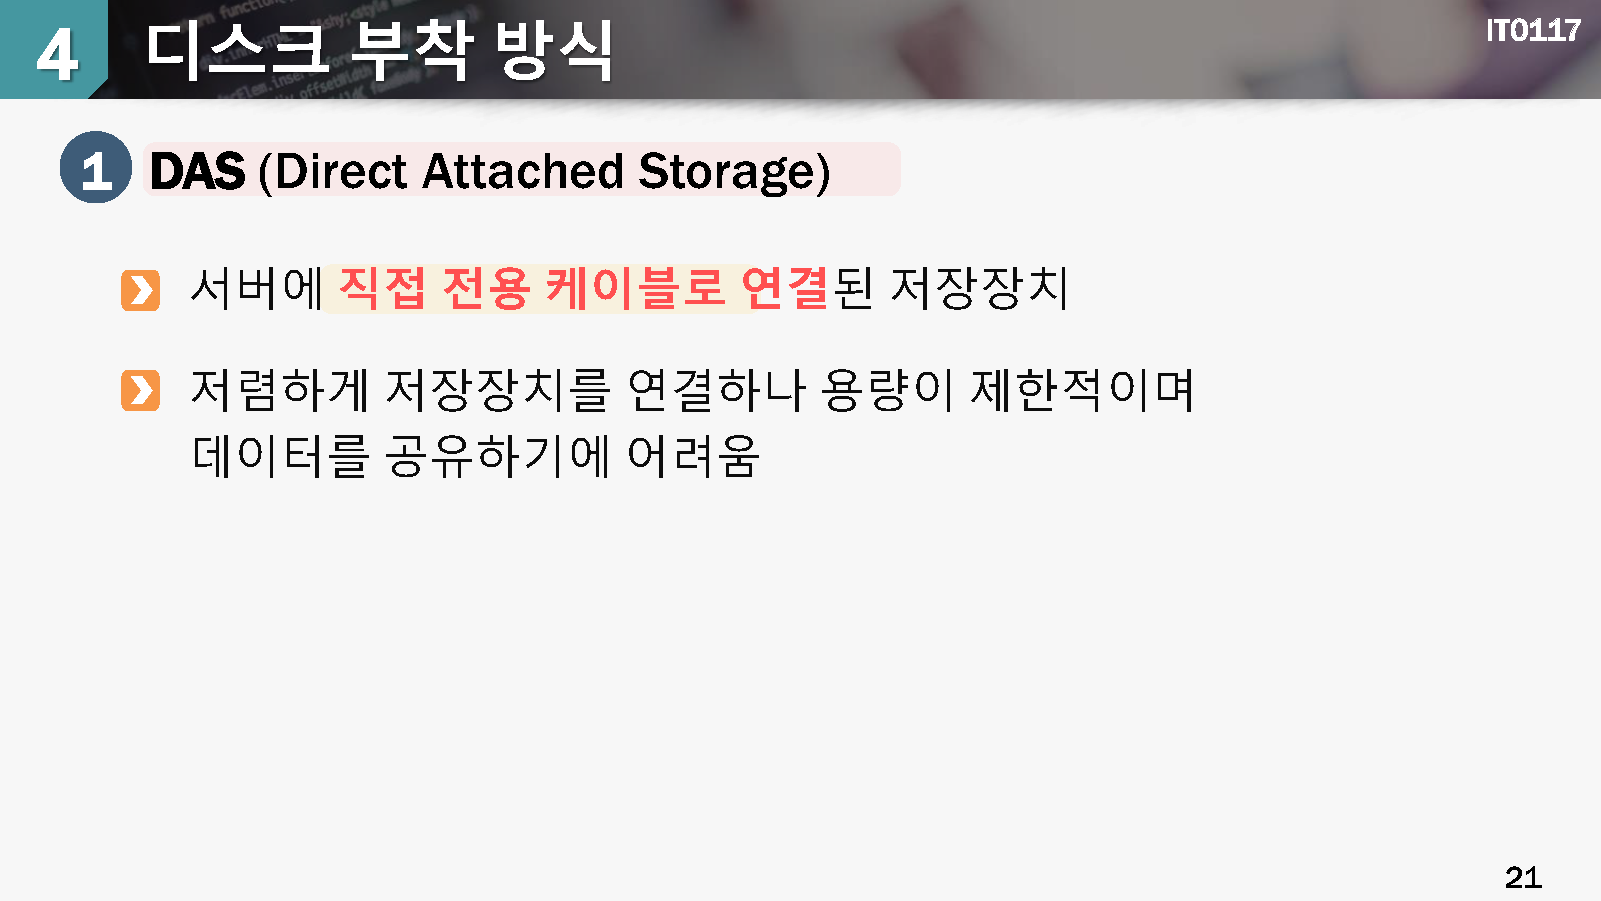 4
디스크 부착 방식
IT0117
1
DAS (Direct Attached Storage)
서버에 직접 전용 케이블로 연결된 저장장치
저렴하게 저장장치를 연결하나 용량이 제한적이며
데이터를 공유하기에 어려움
21